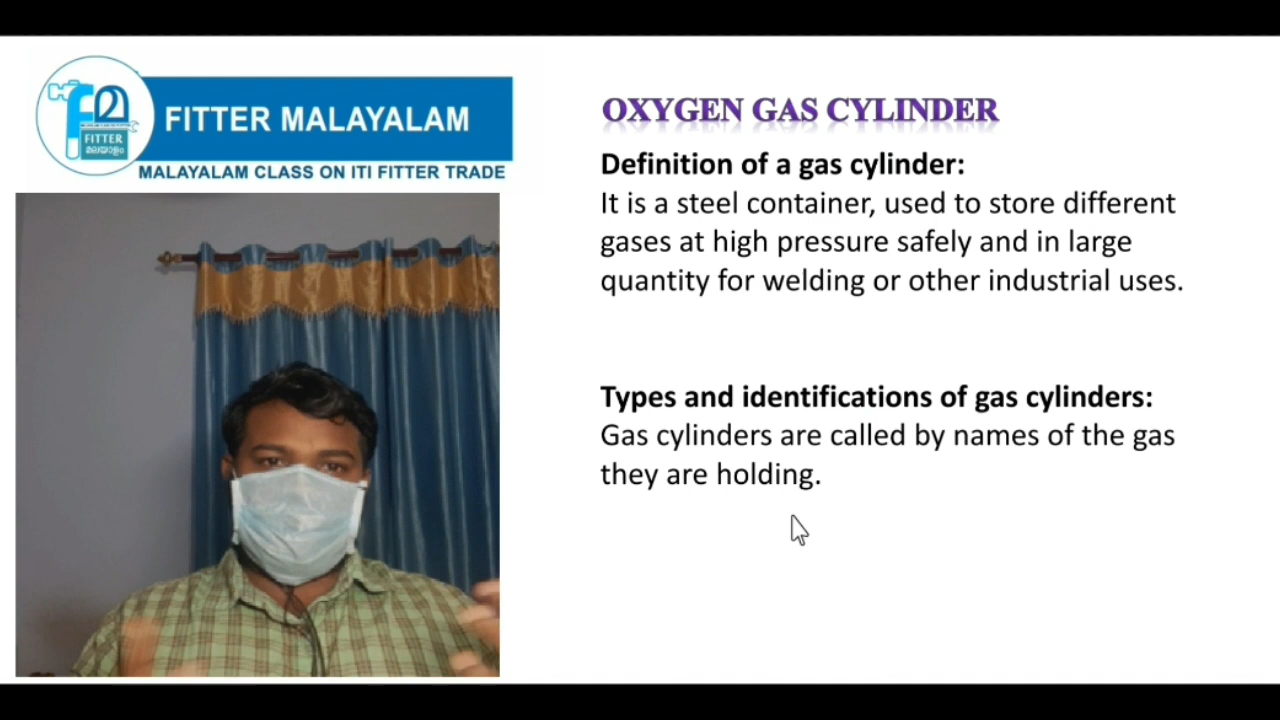 FITTER
മലയാളം
FITTER MALAYALAM
MALAYALAM CLASS ON ITI FITTER TRADE
OXYGEN GAS CYLINDER
Definition of a gas cylinder:
It is a steel container, used to store different
gases at high pressure safely and in large
quantity for welding or other industrial uses.
Types and identifications of gas cylinders:
Gas cylinders are called by names of the gas
they are holding.